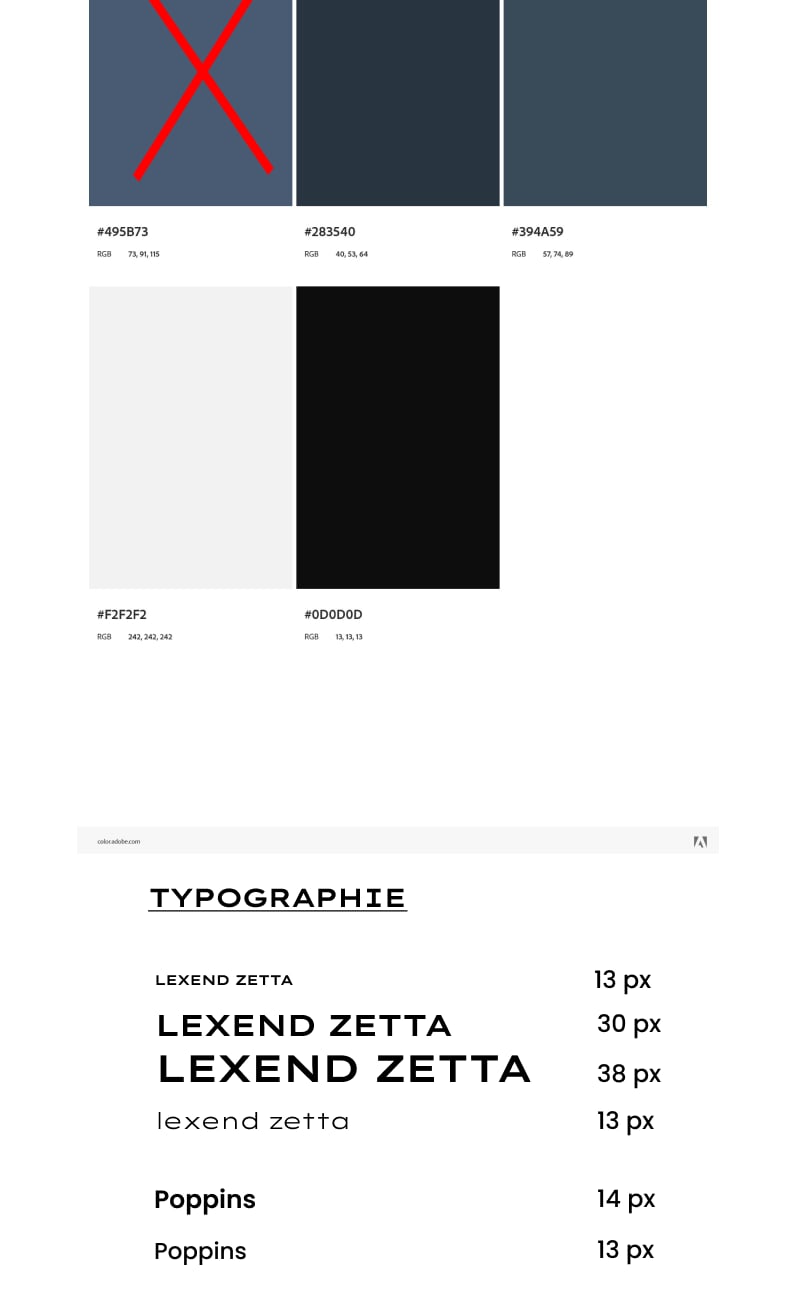 #495B73 #283540 #394A59
RGB 73, 91, 115 RGB 40, 53, 64 RGB 57, 74, 89
#F2F2F2 #0D0D0D
RGB 242, 242, 242 RGB 13, 13, 13
color.adobe.com
TYPOGRAPHIE
LEXEND ZETTA 13 px
LEXEND ZETTA 30 px
LEXEND ZETTA 38 px
lexend zetta 13 px
Poppins 14 px
Poppins 13 px